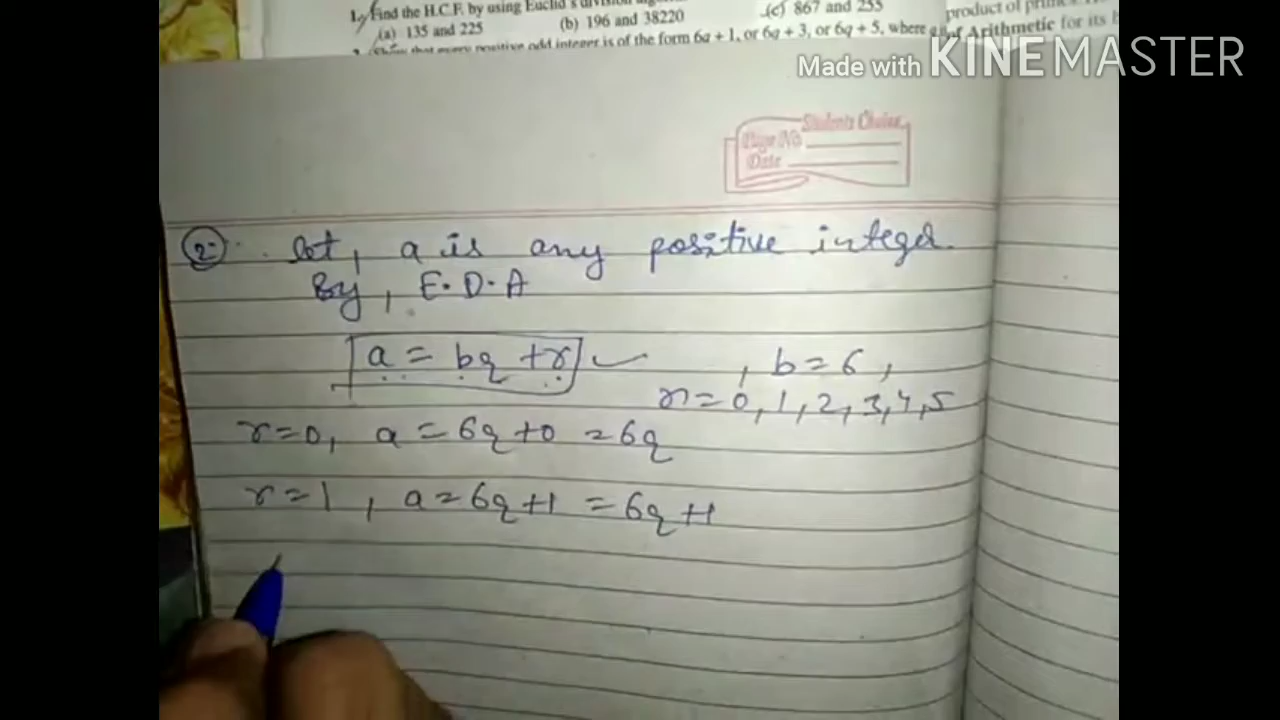 1. Find the H.C.F. by using Euclid's division
(a) 135 and 225 (b) 196 and 38220 (c) 867 and 255
product of
2. Show that every positive odd integer is of the form 6q + 1, or 6q + 3, or 6q + 5, where
Arithmetic for its
Made with KINEMASTER
Students Choice
Page No
Date
2. let, a is any positive integer.
By, E.D.A
a = bq + r , b = 6,
r = 0, 1, 2, 3, 4, 5
r = 0, a = 6q + 0 = 6q
r = 1, a = 6q + 1 = 6q + 1